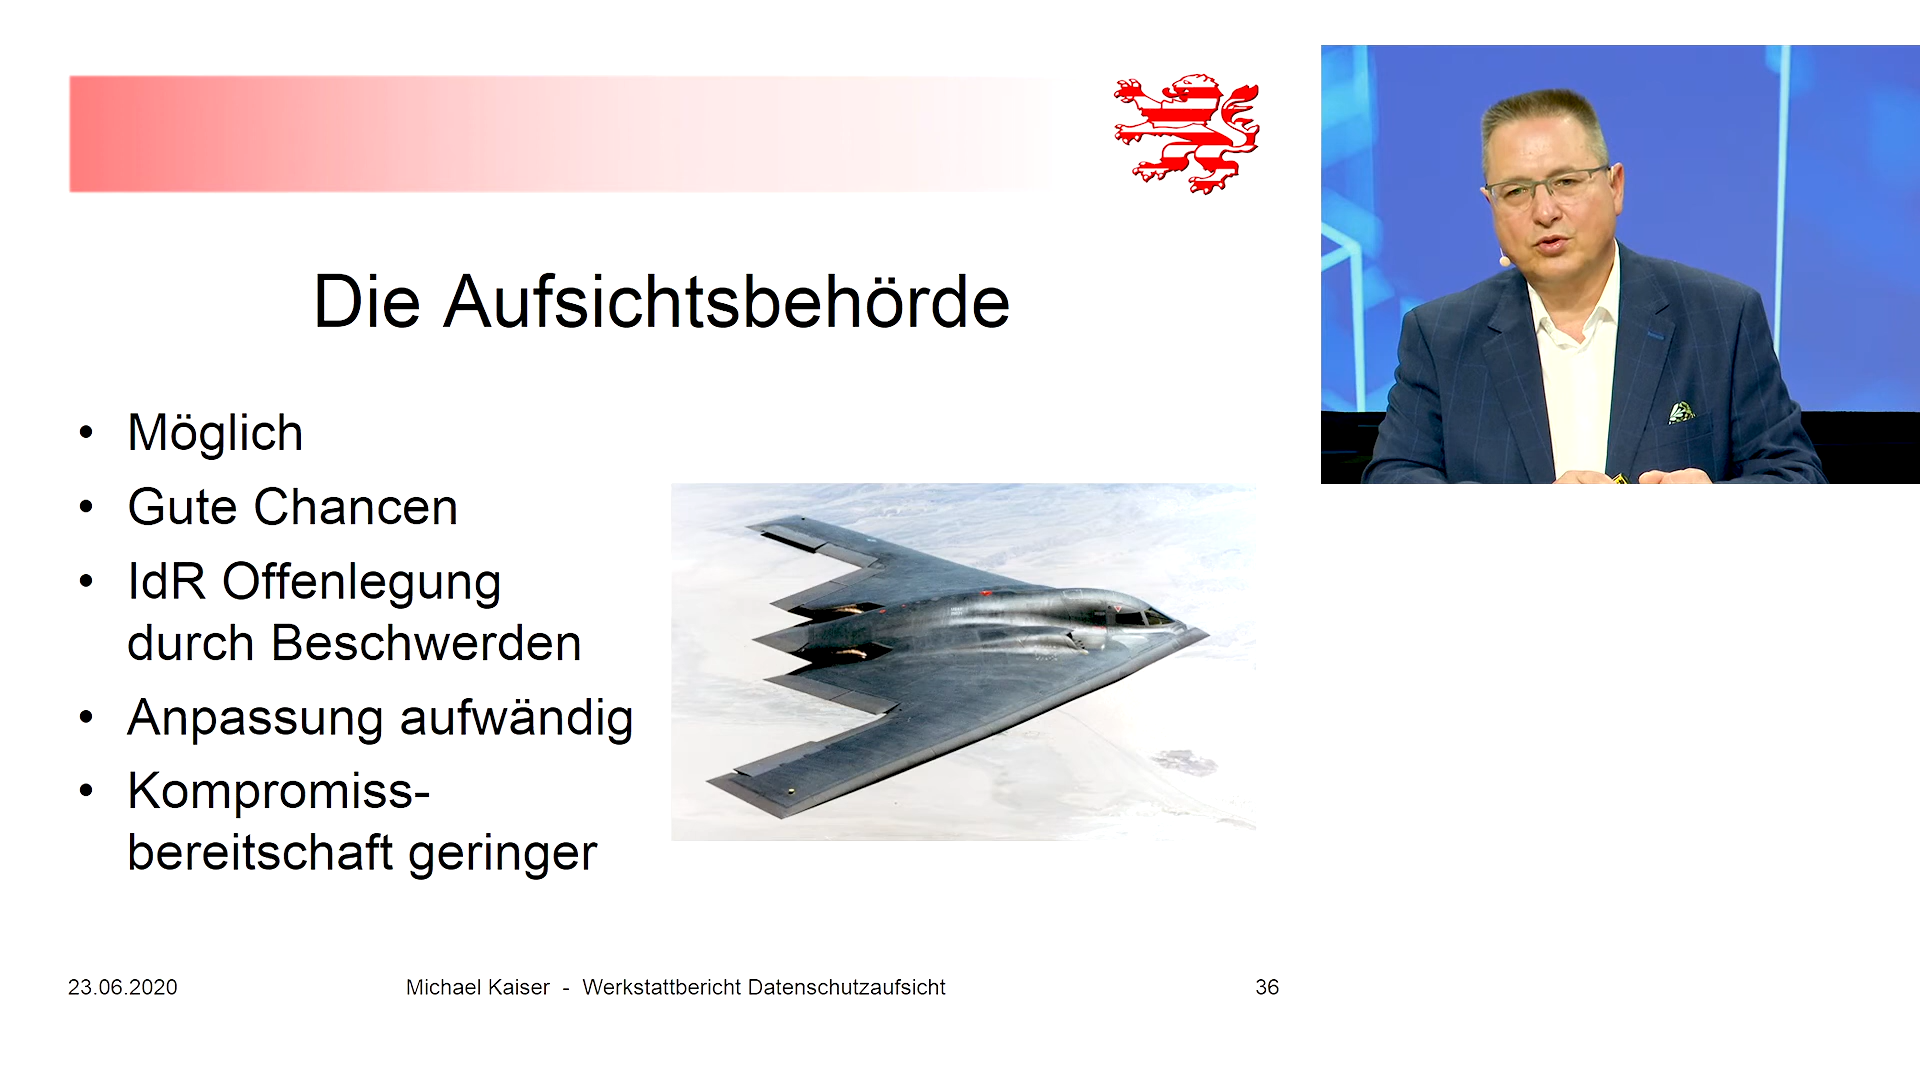 Die Aufsichtsbehörde
• Möglich
• Gute Chancen
• IdR Offenlegung
durch Beschwerden
• Anpassung aufwändig
• Kompromiss-
bereitschaft geringer
23.06.2020 Michael Kaiser - Werkstattbericht Datenschutzaufsicht 36